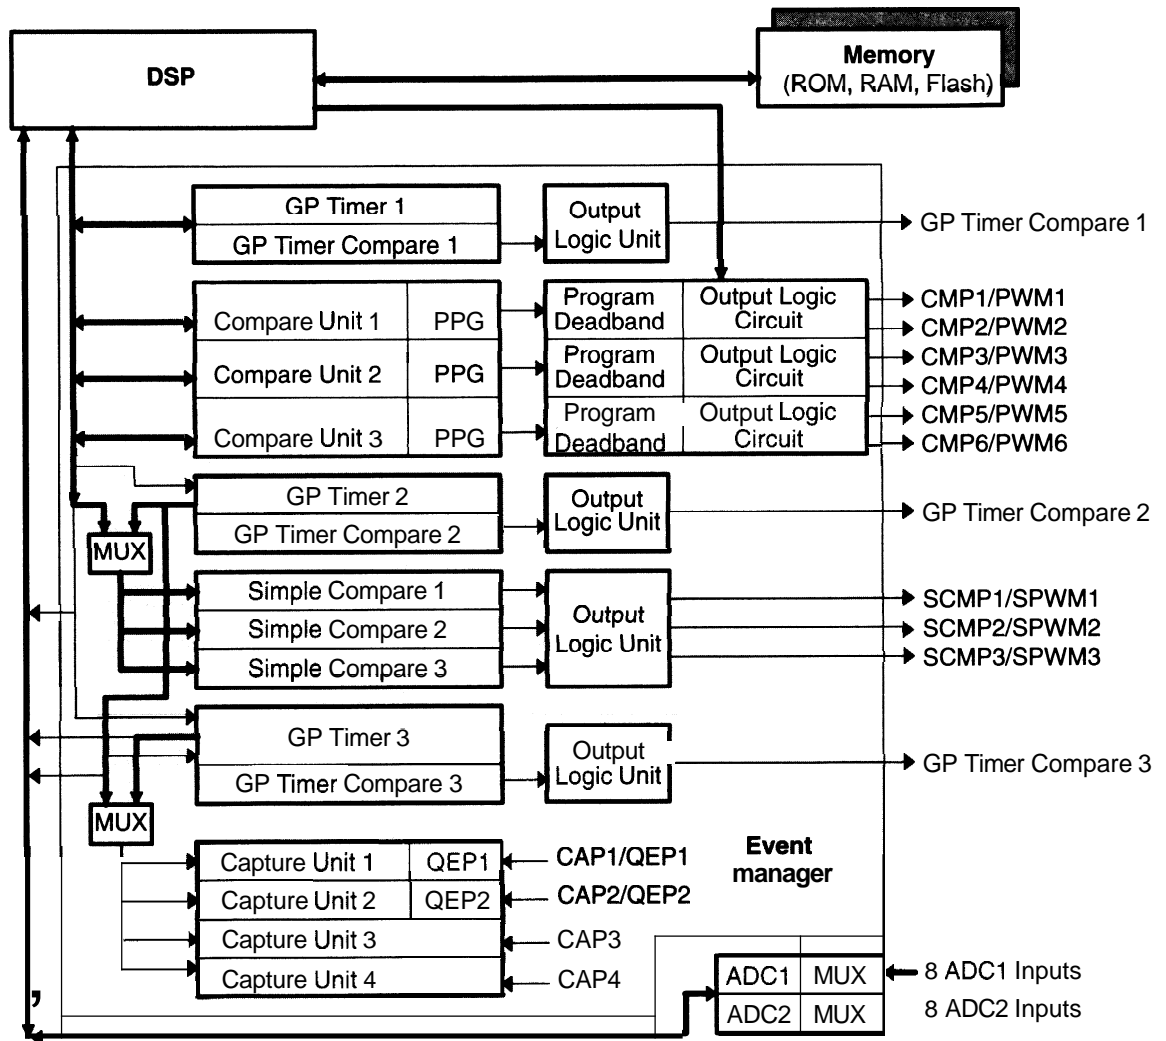 DSP
Memory
(ROM, RAM, Flash)
GP Timer 1
GP Timer Compare 1
Output
Logic Unit
GP Timer Compare 1
Compare Unit 1
PPG
Program
Deadband
Output Logic
Circuit
CMP1/PWM1
CMP2/PWM2
Compare Unit 2
PPG
Program
Deadband
Output Logic
Circuit
CMP3/PWM3
CMP4/PWM4
Compare Unit 3
PPG
Program
Deadband
Output Logic
Circuit
CMP5/PWM5
CMP6/PWM6
GP Timer 2
GP Timer Compare 2
Output
Logic Unit
GP Timer Compare 2
MUX
Simple Compare 1
Simple Compare 2
Simple Compare 3
Output
Logic Unit
SCMP1/SPWM1
SCMP2/SPWM2
SCMP3/SPWM3
GP Timer 3
GP Timer Compare 3
Output
Logic Unit
GP Timer Compare 3
MUX
Capture Unit 1
QEP1
CAP1/QEP1
Capture Unit 2
QEP2
CAP2/QEP2
Capture Unit 3
CAP3
Capture Unit 4
CAP4
Event
manager
ADC1
MUX
8 ADC1 Inputs
ADC2
MUX
8 ADC2 Inputs